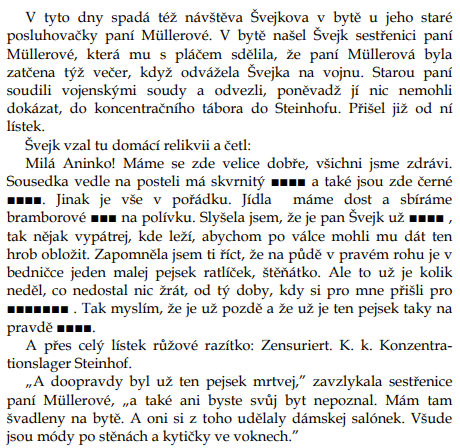 V tyto dny spadá též návštěva Švejkova v bytě u jeho staré
posluhovačky paní Müllerové. V bytě našel Švejk sestřenici paní
Müllerové, která mu s pláčem sdělila, že paní Müllerová byla
zatčena týž večer, když odvážela Švejka na vojnu. Starou paní
soudili vojenskými soudy a odvezli, poněvadž jí nic nemohli
dokázat, do koncentračního tábora do Steinhofu. Přišel již od ní
lístek.
Švejk vzal tu domácí relikvii a četl:
Milá Aninko! Máme se zde velice dobře, všichni jsme zdrávi.
Sousedka vedle na posteli má skvrnitý ■■■■ a také jsou zde černé
■■■■. Jinak je vše v pořádku. Jídla máme dost a sbíráme
bramborové ■■■ na polívku. Slyšela jsem, že je pan Švejk už ■■■■ ,
tak nějak vypátrej, kde leží, abychom po válce mohli mu dát ten
hrob obložit. Zapomněla jsem ti říct, že na půdě v pravém rohu je v
bedničce jeden malej pejsek ratlíček, štěňátko. Ale to už je kolik
neděl, co nedostal nic žrát, od tý doby, kdy si pro mne přišli pro
■■■■■■■ . Tak myslím, že je už pozdě a že už je ten pejsek taky na
pravdě ■■■■.
A přes celý lístek růžové razítko: Zensuriert. K. k. Konzentra-
tionslager Steinhof.
„A doopravdy byl už ten pejsek mrtvej,” zavzlykala sestřenice
paní Müllerové, „a také ani byste svůj byt nepoznal. Mám tam
švadleny na bytě. A oni si z toho udělaly dámskej salónek. Všude
jsou módy po stěnách a kytičky ve voknech.”